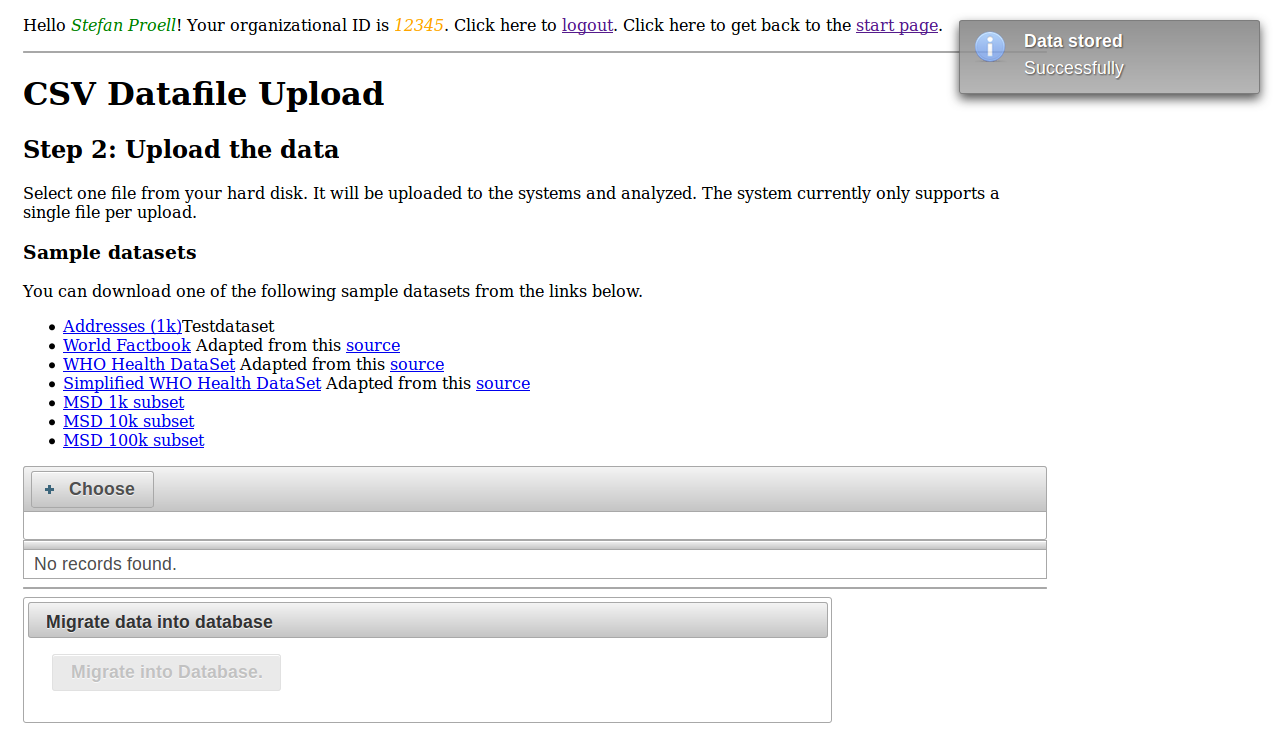 Hello Stefan Proell! Your organizational ID is 12345. Click here to logout. Click here to get back to the start page.
Data stored
Successfully
CSV Datafile Upload
Step 2: Upload the data
Select one file from your hard disk. It will be uploaded to the systems and analyzed. The system currently only supports a
single file per upload.
Sample datasets
You can download one of the following sample datasets from the links below.
Addresses (1k)Testdataset
World Factbook Adapted from this source
WHO Health DataSet Adapted from this source
Simplified WHO Health DataSet Adapted from this source
MSD 1k subset
MSD 10k subset
MSD 100k subset
Choose
No records found.
Migrate data into database
Migrate into Database.